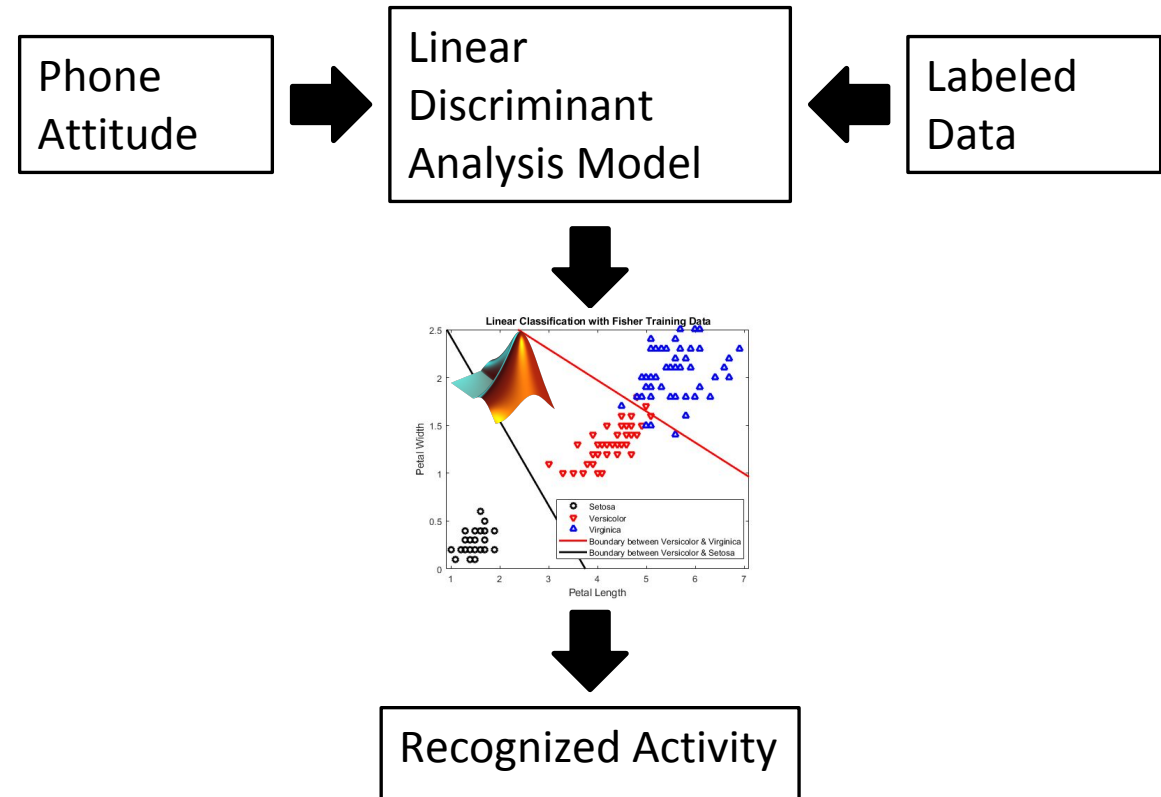 Phone
Attitude
Linear
Discriminant
Analysis Model
Labeled
Data
Linear Classification with Fisher Training Data
2.5
2
1.5
1
0.5
0
Petal Width
Setosa
Versicolor
Virginica
Boundary between Versicolor & Virginica
Boundary between Versicolor & Setosa
1 2 3 4 5 6 7
Petal Length
Recognized Activity